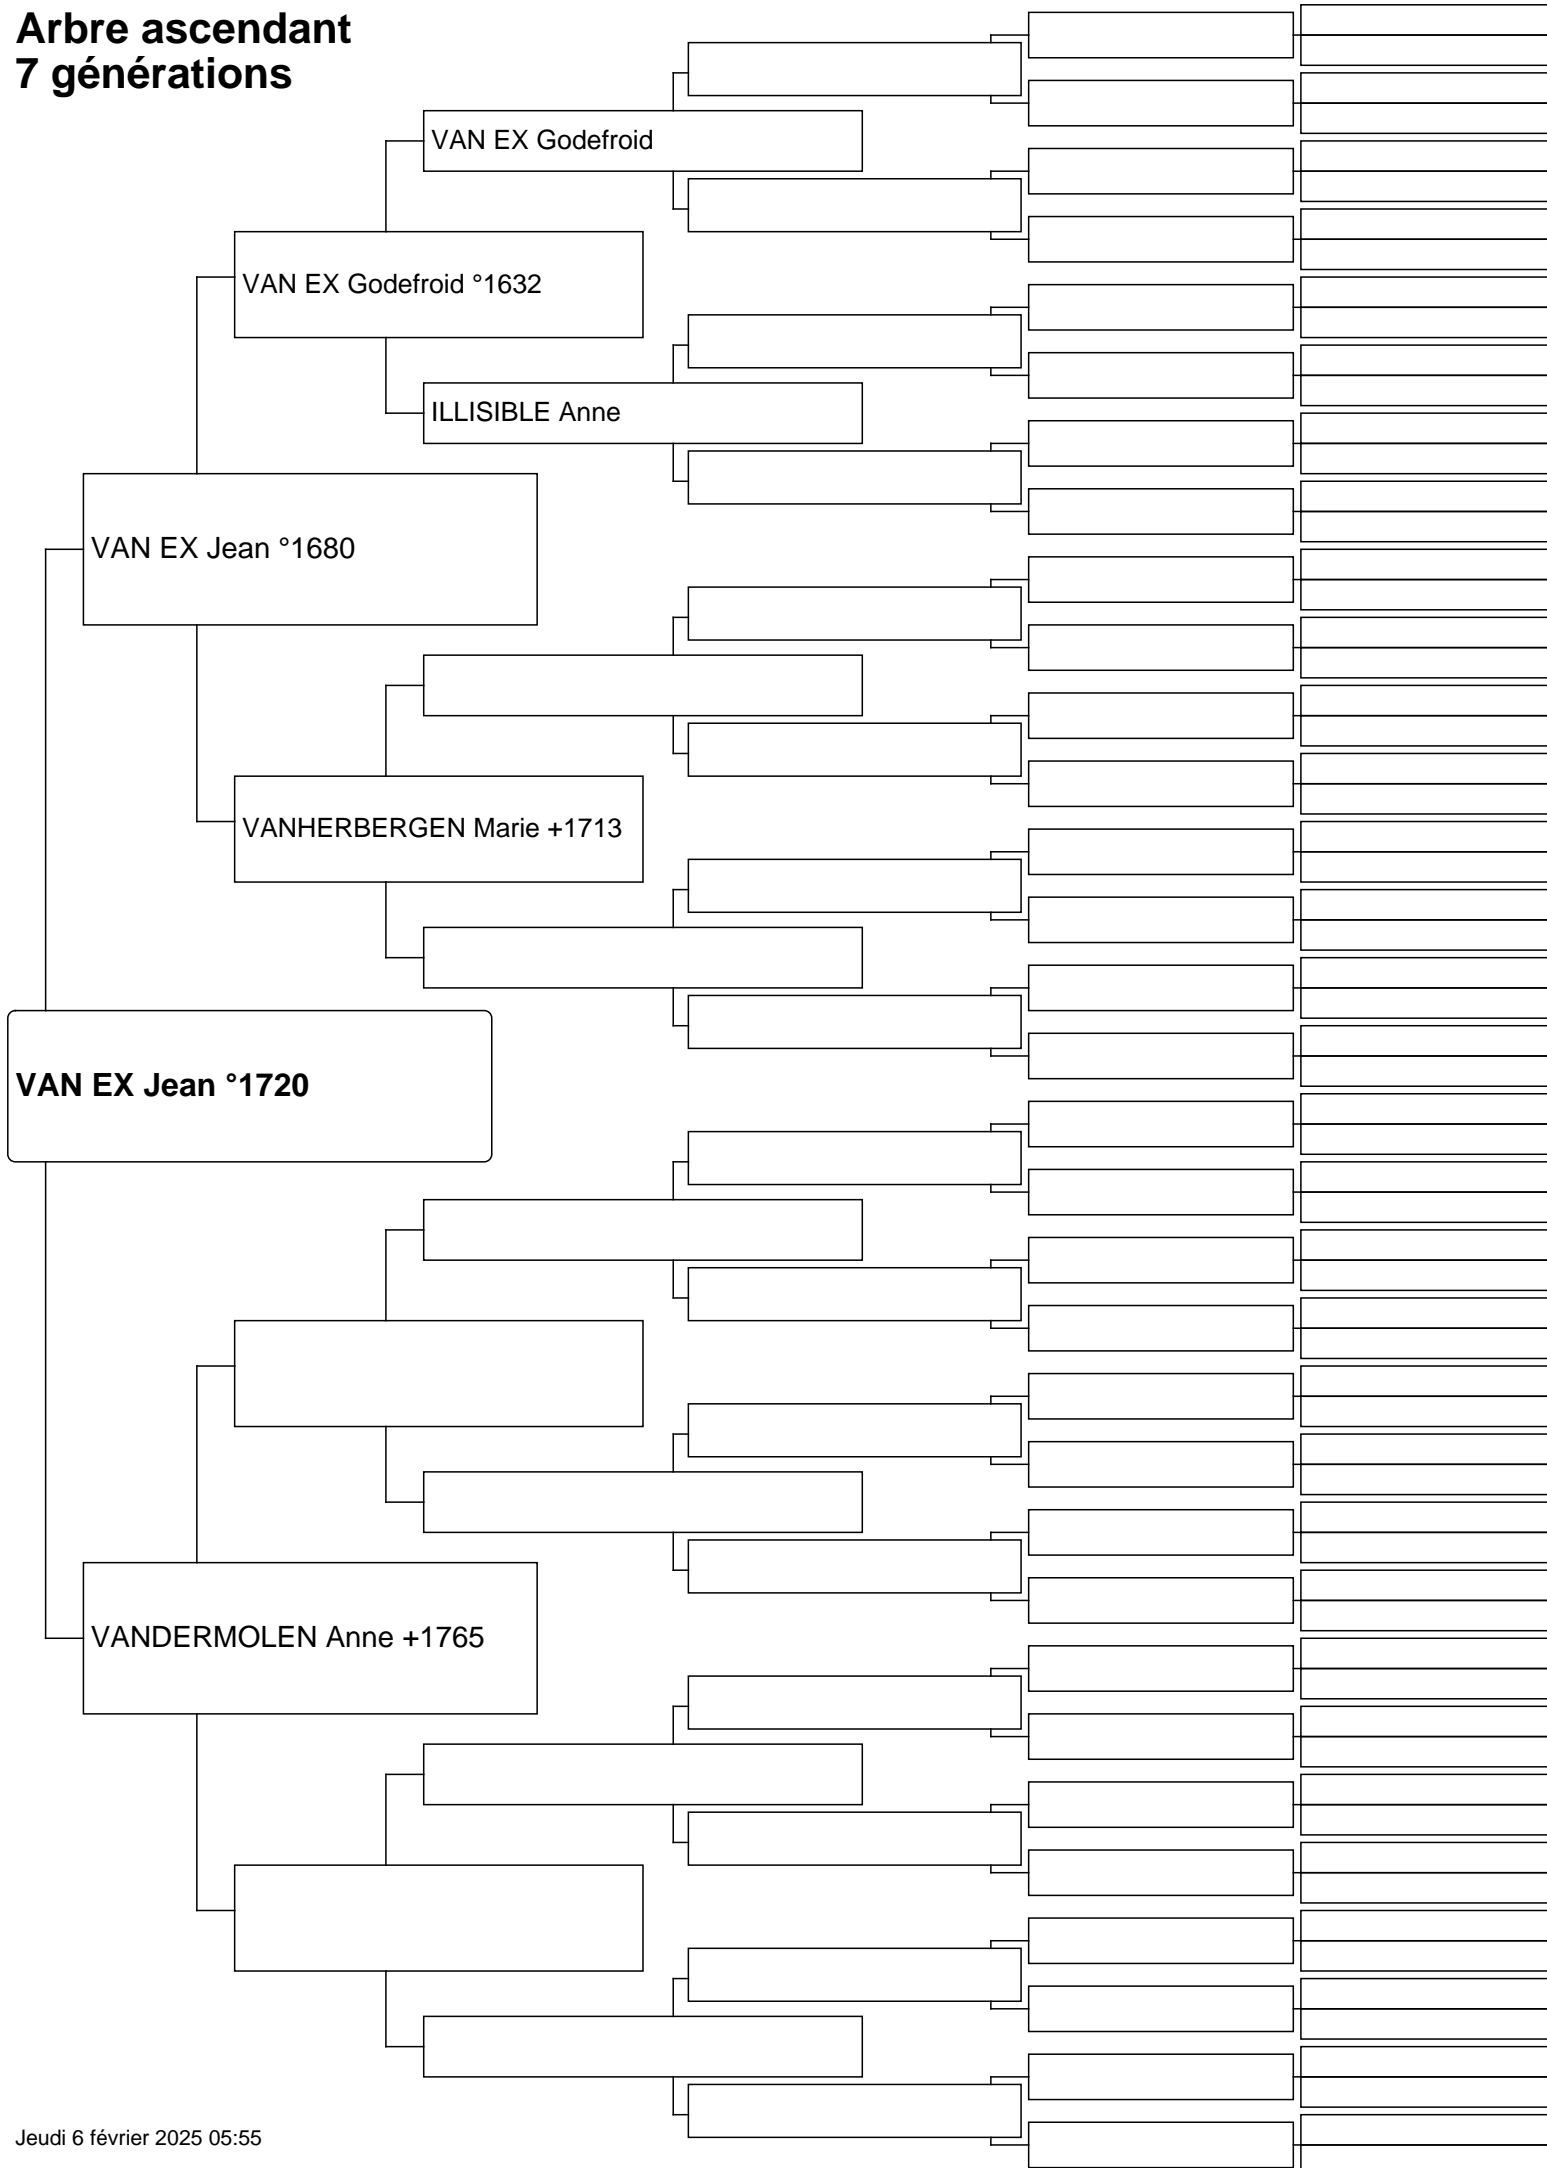 Arbre ascendant
7 générations
VAN EX Godefroid
VAN EX Godefroid °1632
ILLISIBLE Anne
VAN EX Jean °1680
VANHERBERGEN Marie +1713
VAN EX Jean °1720
VANDERMOLEN Anne +1765
Jeudi 6 février 2025 05:55